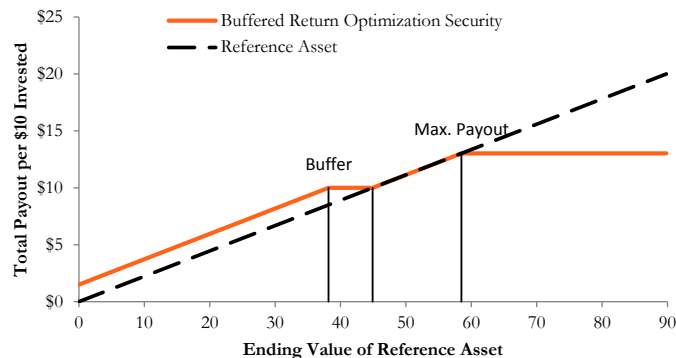 $25
Buffered Return Optimization Security
Reference Asset
$20
$15
Max. Payout
Buffer
$10
$5
$0
Total Payout per $10 Invested
0 10 20 30 40 50 60 70 80 90
Ending Value of Reference Asset